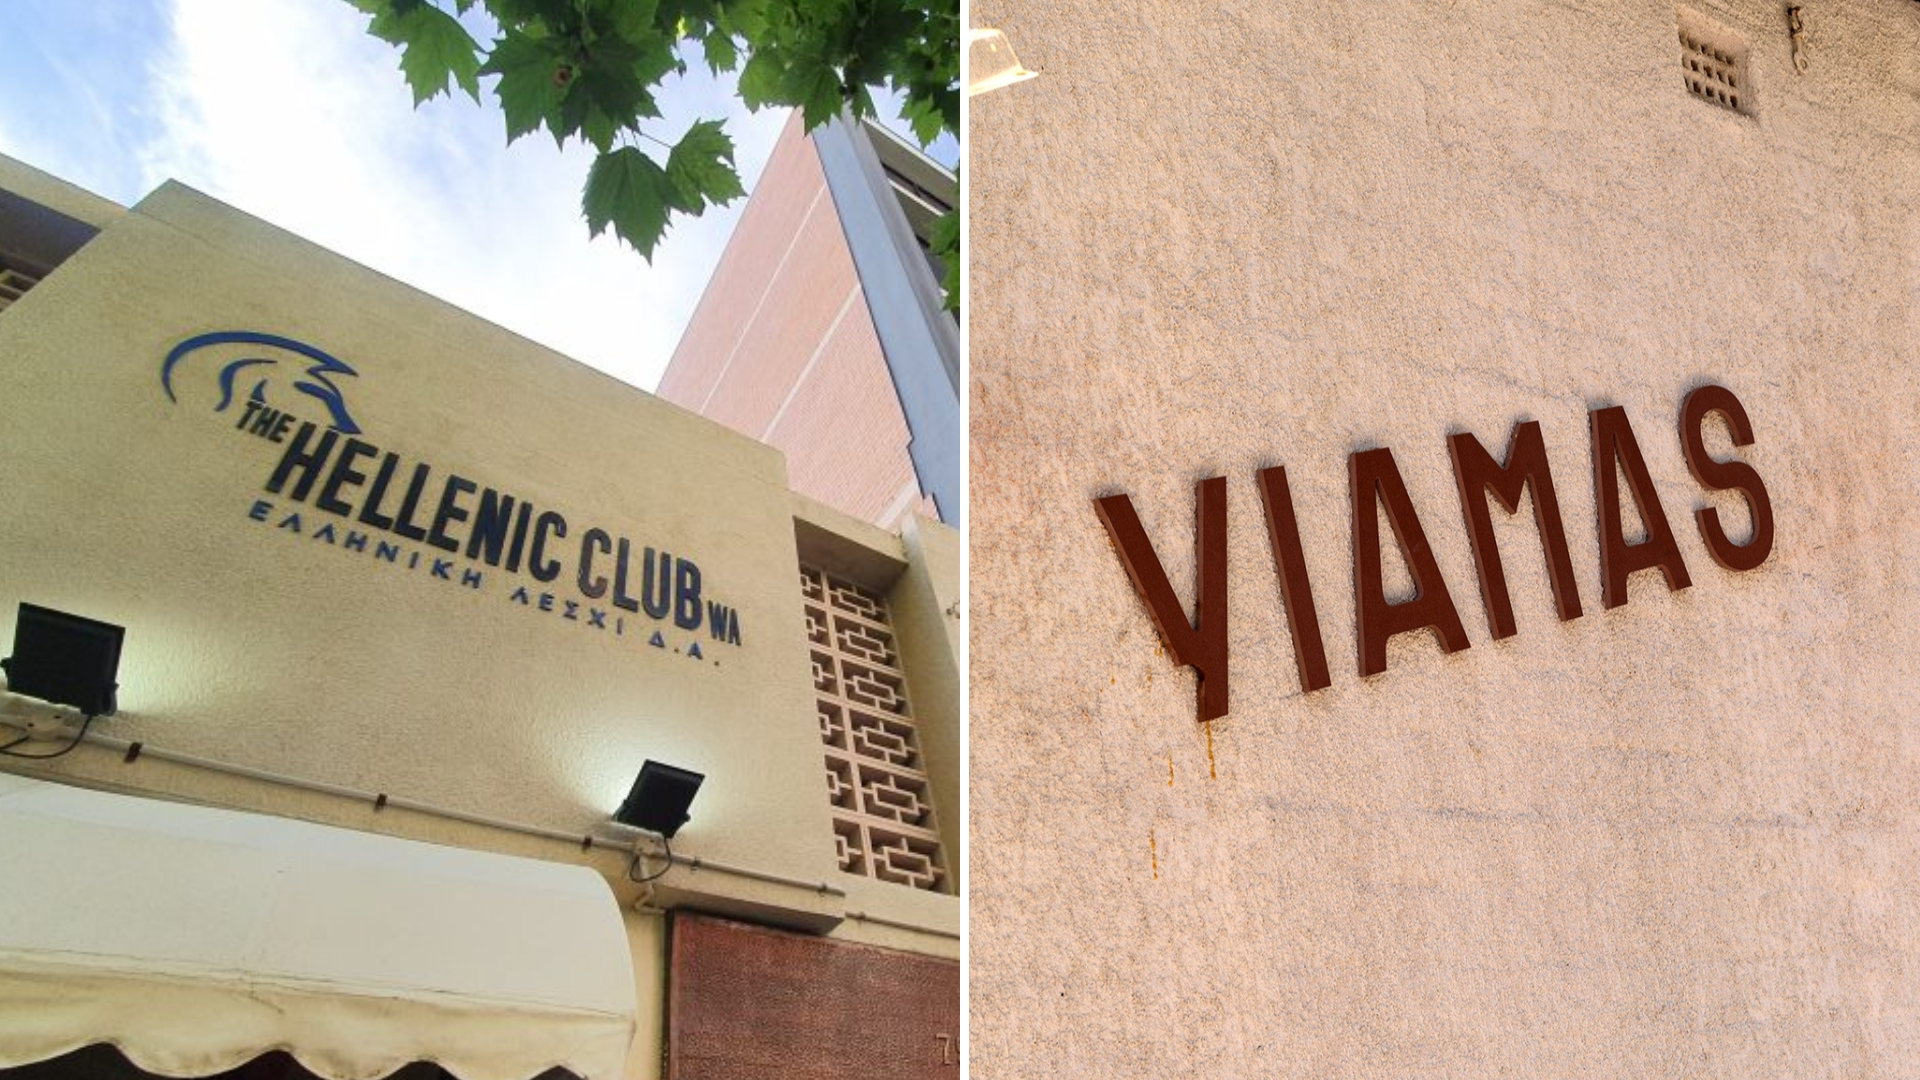 THE
HELLENIC CLUB WA
ΕΛΛΗΝΙΚΗ ΛΕΣΧΙ Δ.Α.
YIAMAS